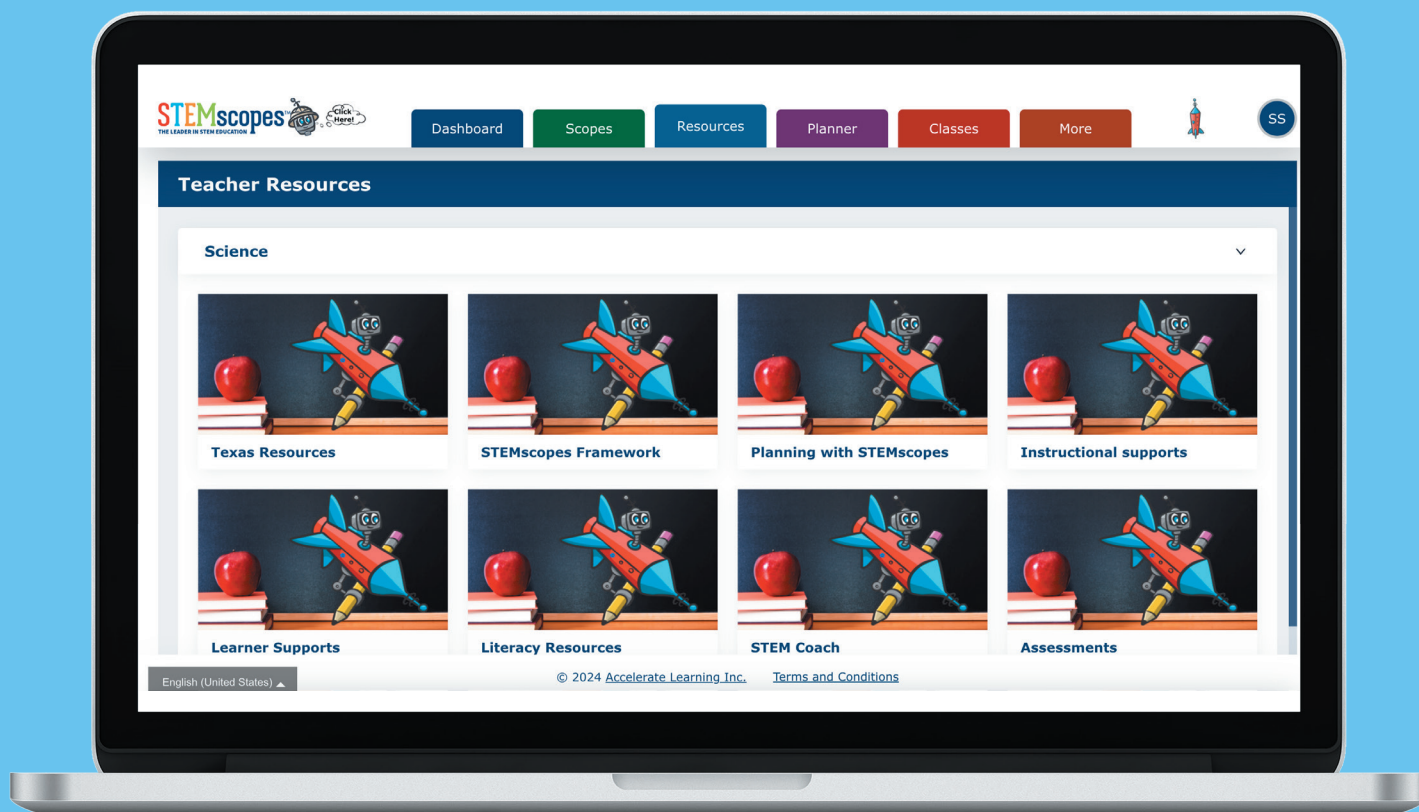 STEMscopes™
THE LEADER IN STEM EDUCATION
Click Here!
Dashboard Scopes Resources Planner Classes More
SS
Teacher Resources
Science
Texas Resources STEMscopes Framework Planning with STEMscopes Instructional supports
Learner Supports Literacy Resources STEM Coach Assessments
English (United States)
© 2024 Accelerate Learning Inc. Terms and Conditions